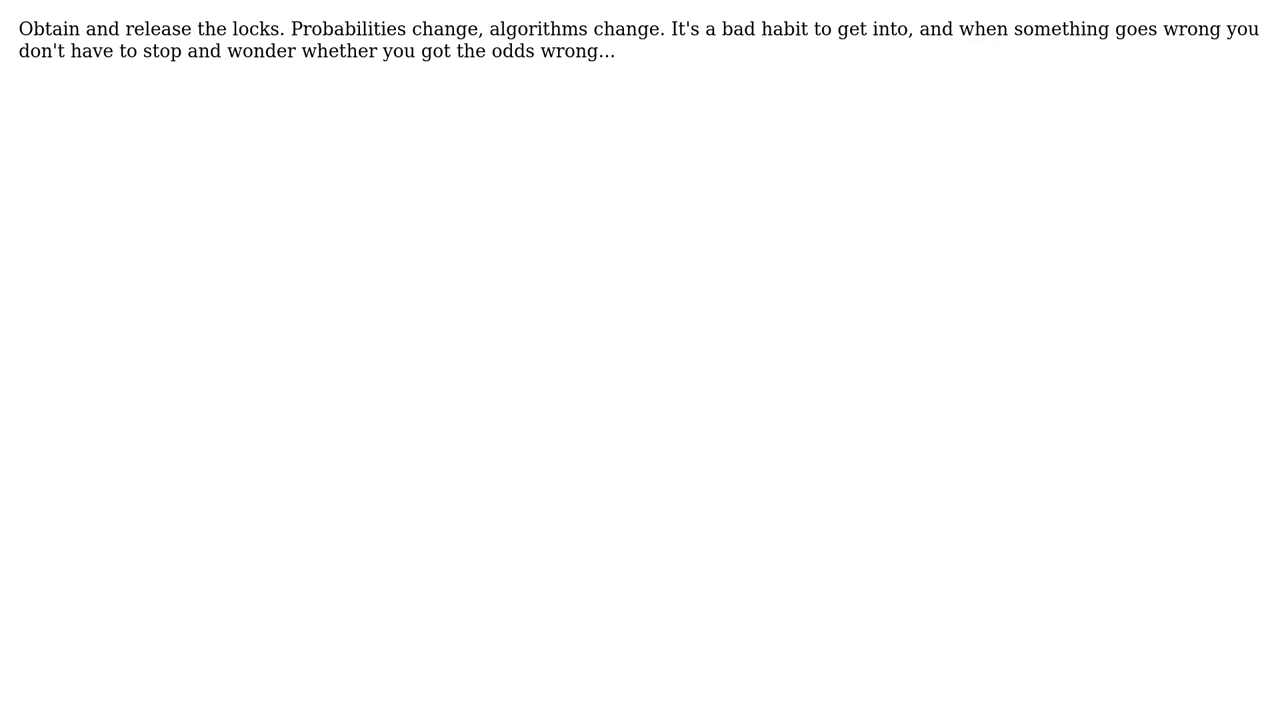 Obtain and release the locks. Probabilities change, algorithms change. It's a bad habit to get into, and when something goes wrong you
don't have to stop and wonder whether you got the odds wrong...